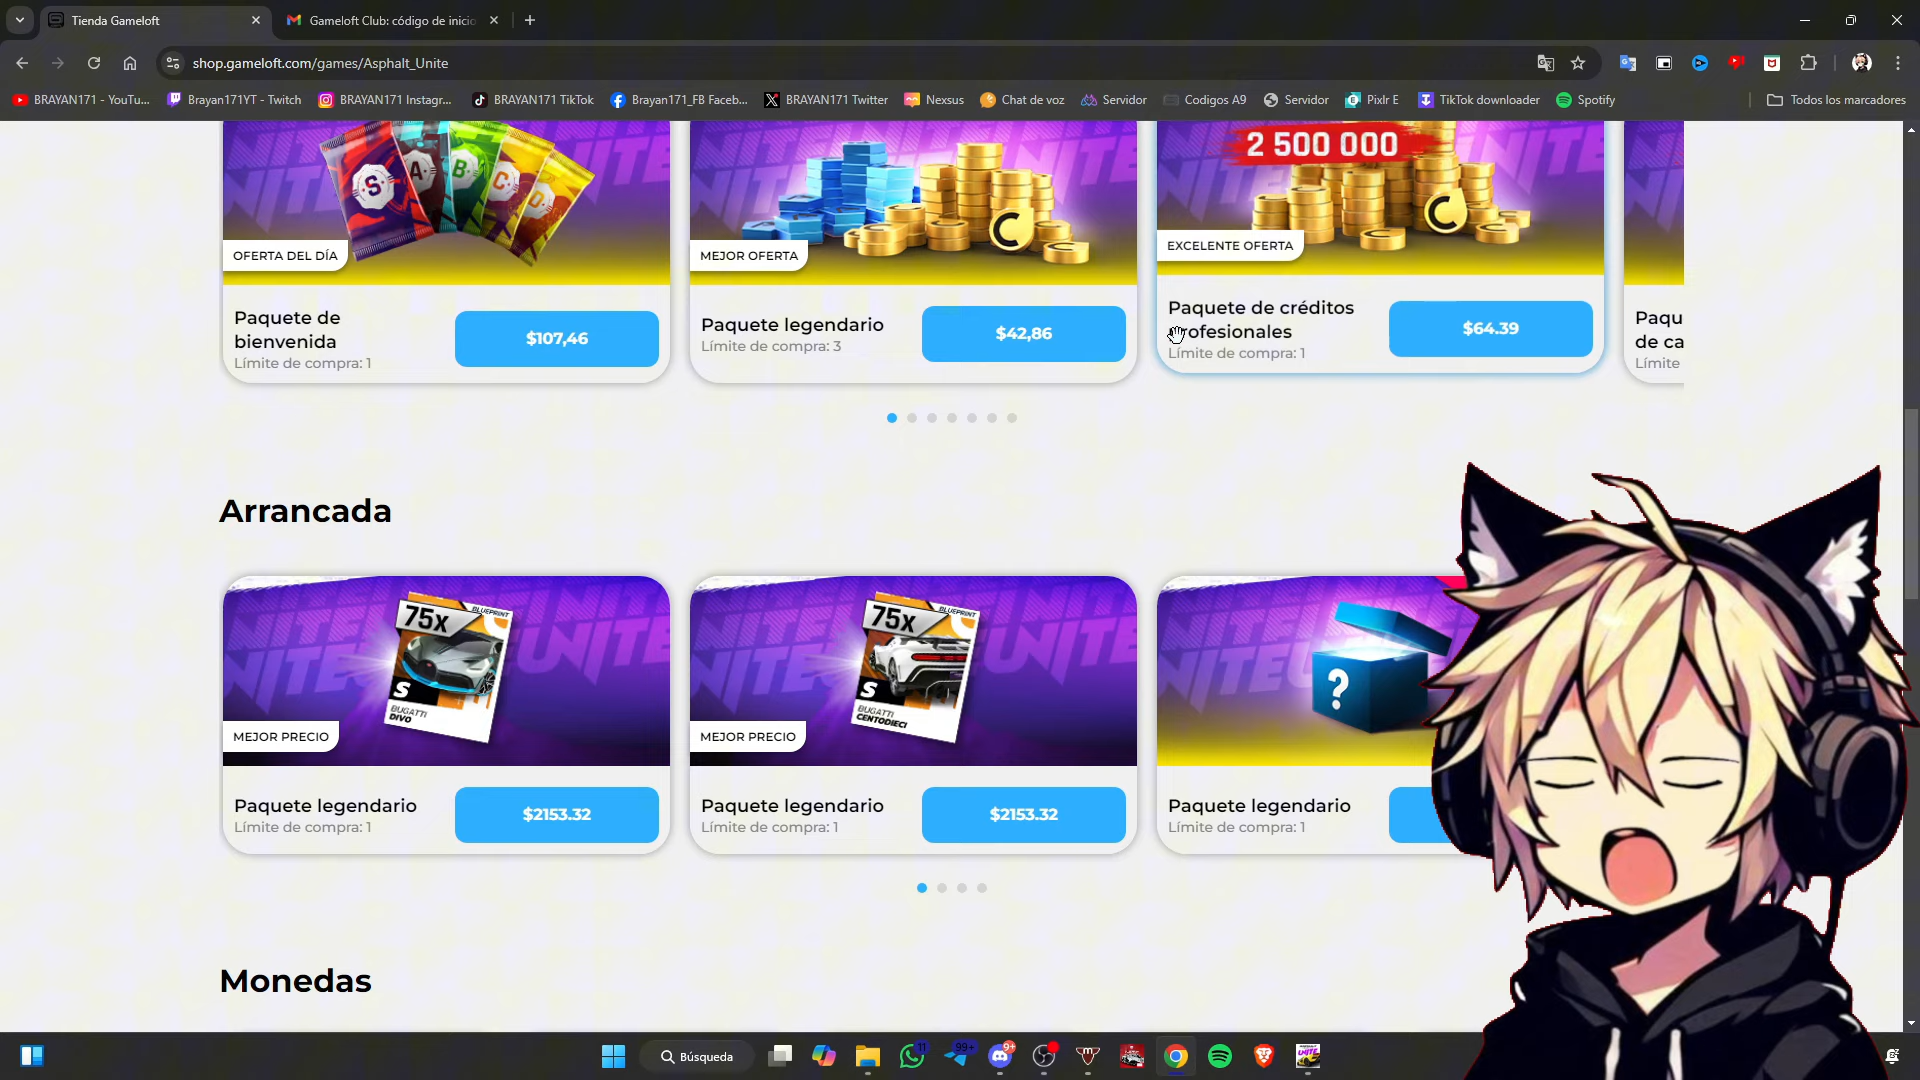 Tienda Gameloft
Gameloft Club: código de inicio
shop.gameloft.com/games/Asphalt_Unite
BRAYAN171 - YouTu...
Brayan171YT - Twitch
BRAYAN171 Instagr...
BRAYAN171 TikTok
Brayan171_FB Faceb...
BRAYAN171 Twitter
Nexsus
Chat de voz
Servidor
Codigos A9
Servidor
Pixlr E
TikTok downloader
Spotify
Todos los marcadores
S
A
B
C
D
2 500 000
OFERTA DEL DÍA
MEJOR OFERTA
EXCELENTE OFERTA
Paquete de
bienvenida
Límite de compra: 1
$107,46
Paquete legendario
Límite de compra: 3
$42,86
Paquete de créditos
profesionales
Límite de compra: 1
$64.39
Paqu
de ca
Límite
Arrancada
75x
BLUEPRINT
S
BUGATTI
DIVO
75x
BLUEPRINT
S
BUGATTI
CENTODIECI
?
MEJOR PRECIO
MEJOR PRECIO
Paquete legendario
Límite de compra: 1
$2153.32
Paquete legendario
Límite de compra: 1
$2153.32
Paquete legendario
Límite de compra: 1
Monedas
Búsqueda
11
99+
9+